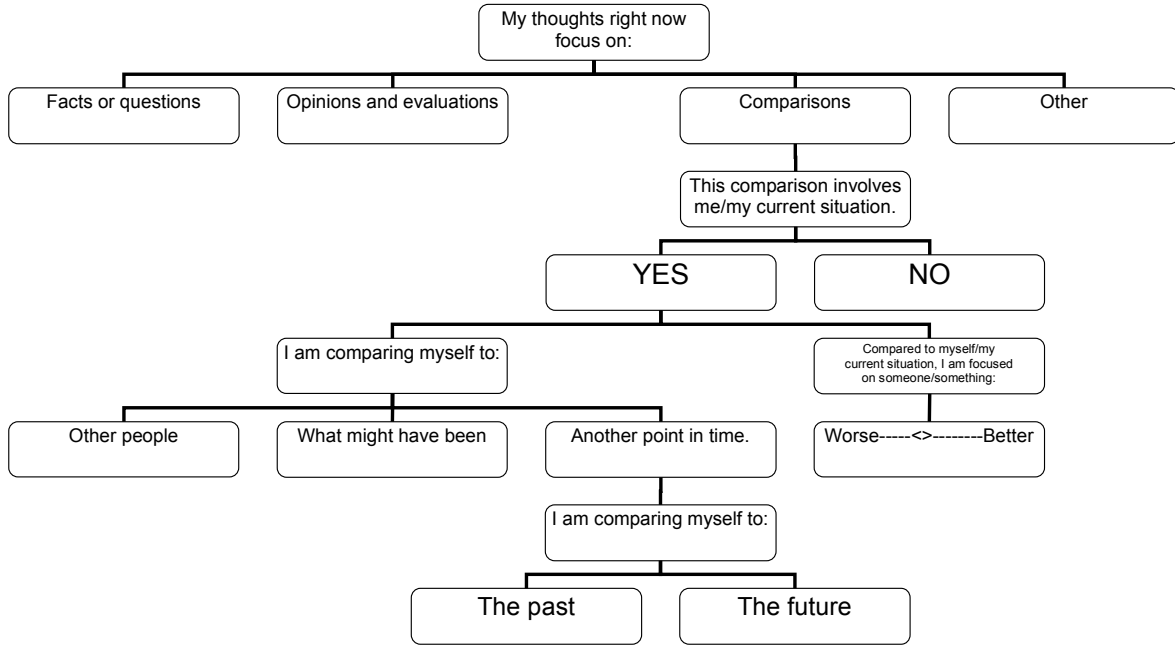 My thoughts right now
focus on:
Facts or questions
Opinions and evaluations
Comparisons
Other
This comparison involves
me/my current situation.
YES
NO
I am comparing myself to:
Compared to myself/my
current situation, I am focused
on someone/something:
Other people
What might have been
Another point in time.
Worse-----<>--------Better
I am comparing myself to:
The past
The future